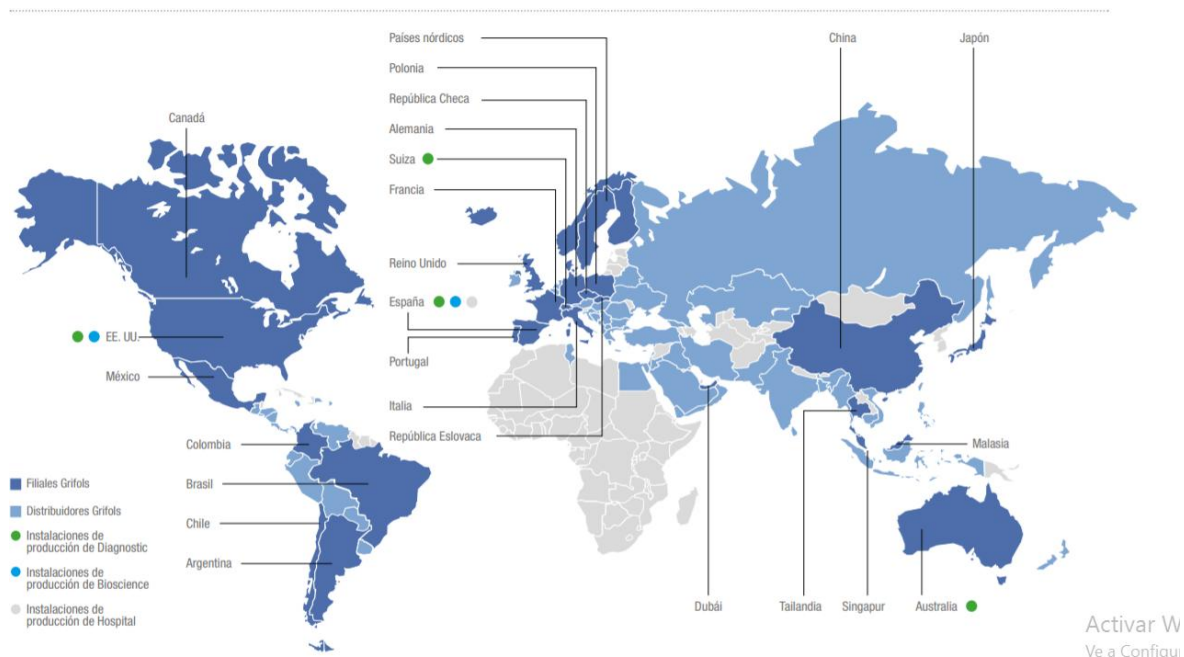 Países nórdicos
China
Japón
Polonia
República Checa
Canadá
Alemania
Suiza
Francia
Reino Unido
España
EE. UU.
Portugal
México
Italia
República Eslovaca
Colombia
Malasia
Brasil
Chile
Argentina
Filiales Grifols
Distribuidores Grifols
Instalaciones de
producción de Diagnostic
Instalaciones de
producción de Bioscience
Instalaciones de
producción de Hospital
Dubái
Tailandia
Singapur
Australia
Activar W
Ve a Configur